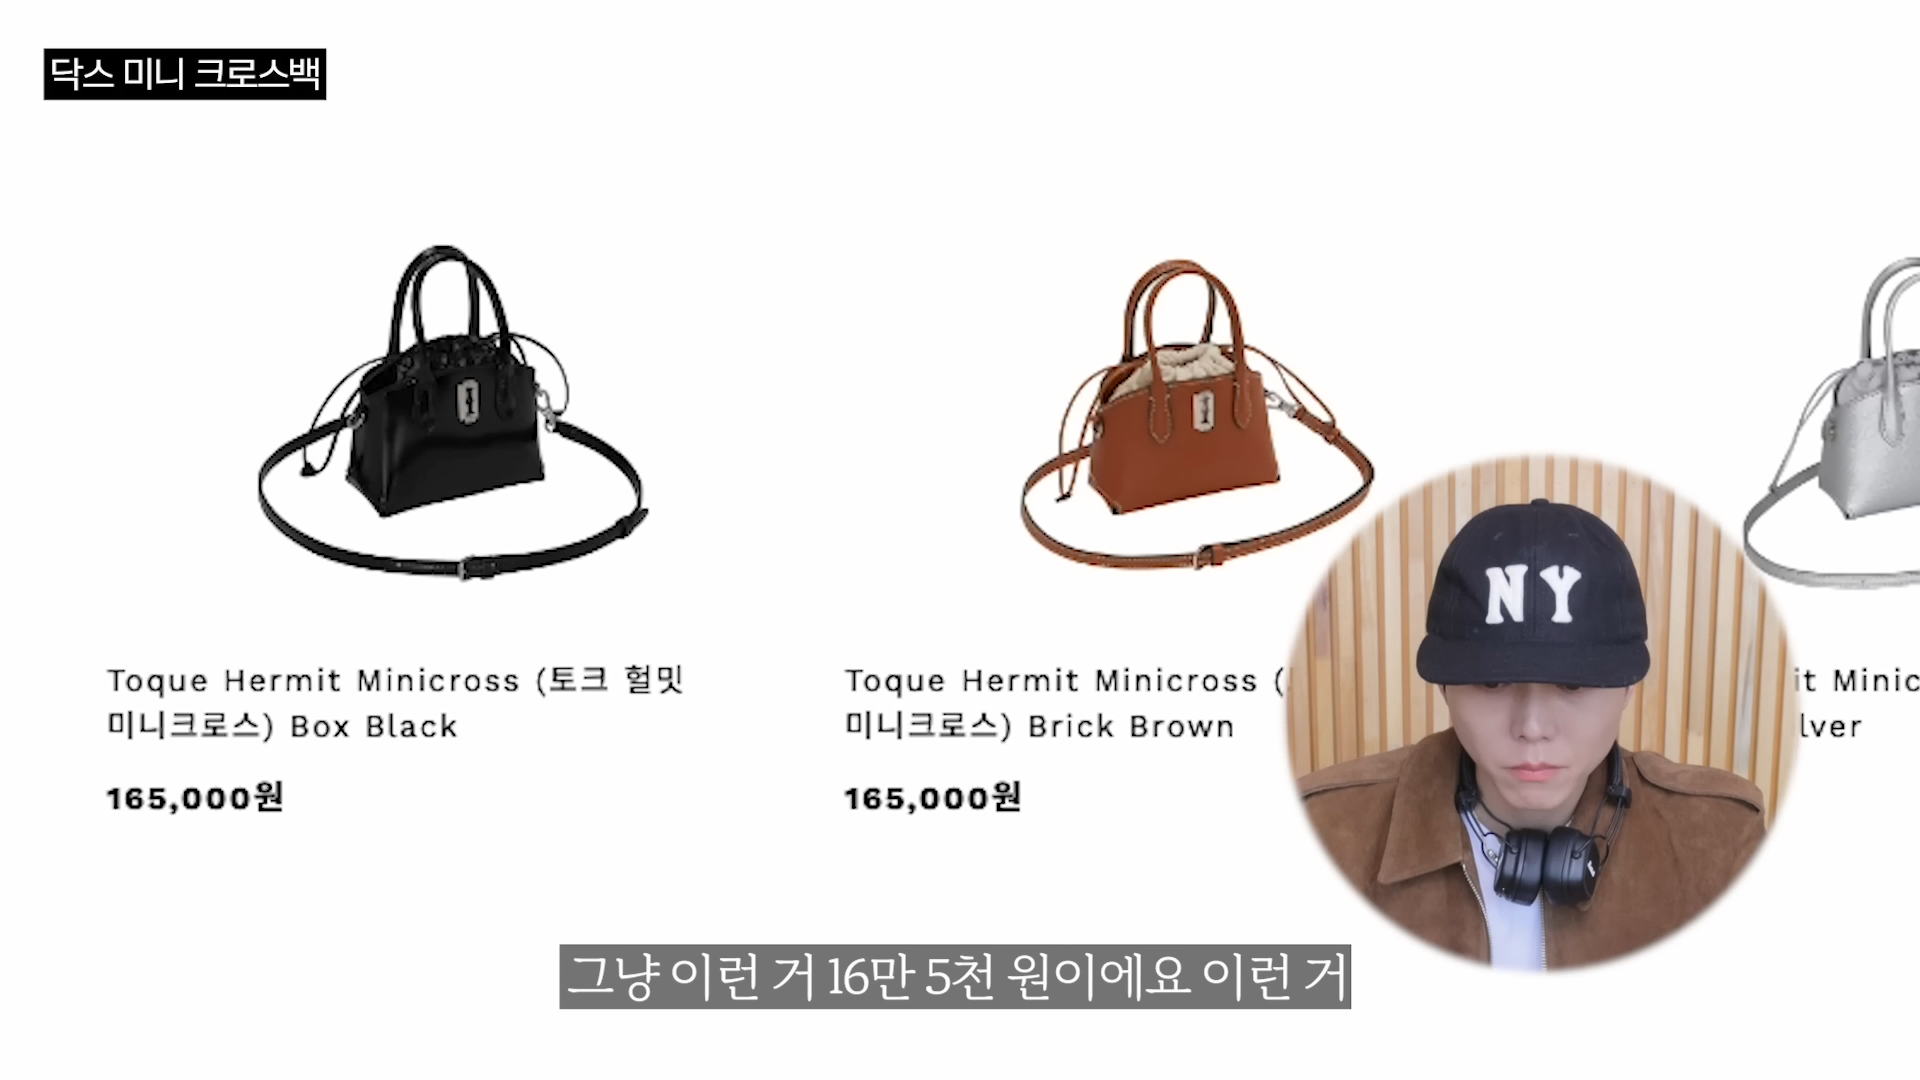 닥스 미니 크로스백
Toque Hermit Minicross (토크 헐밋
미니크로스) Box Black
165,000원
Toque Hermit Minicross (
미니크로스) Brick Brown
165,000원
it Minic
lver
NY
그냥 이런 거 16만 5천 원이에요 이런 거